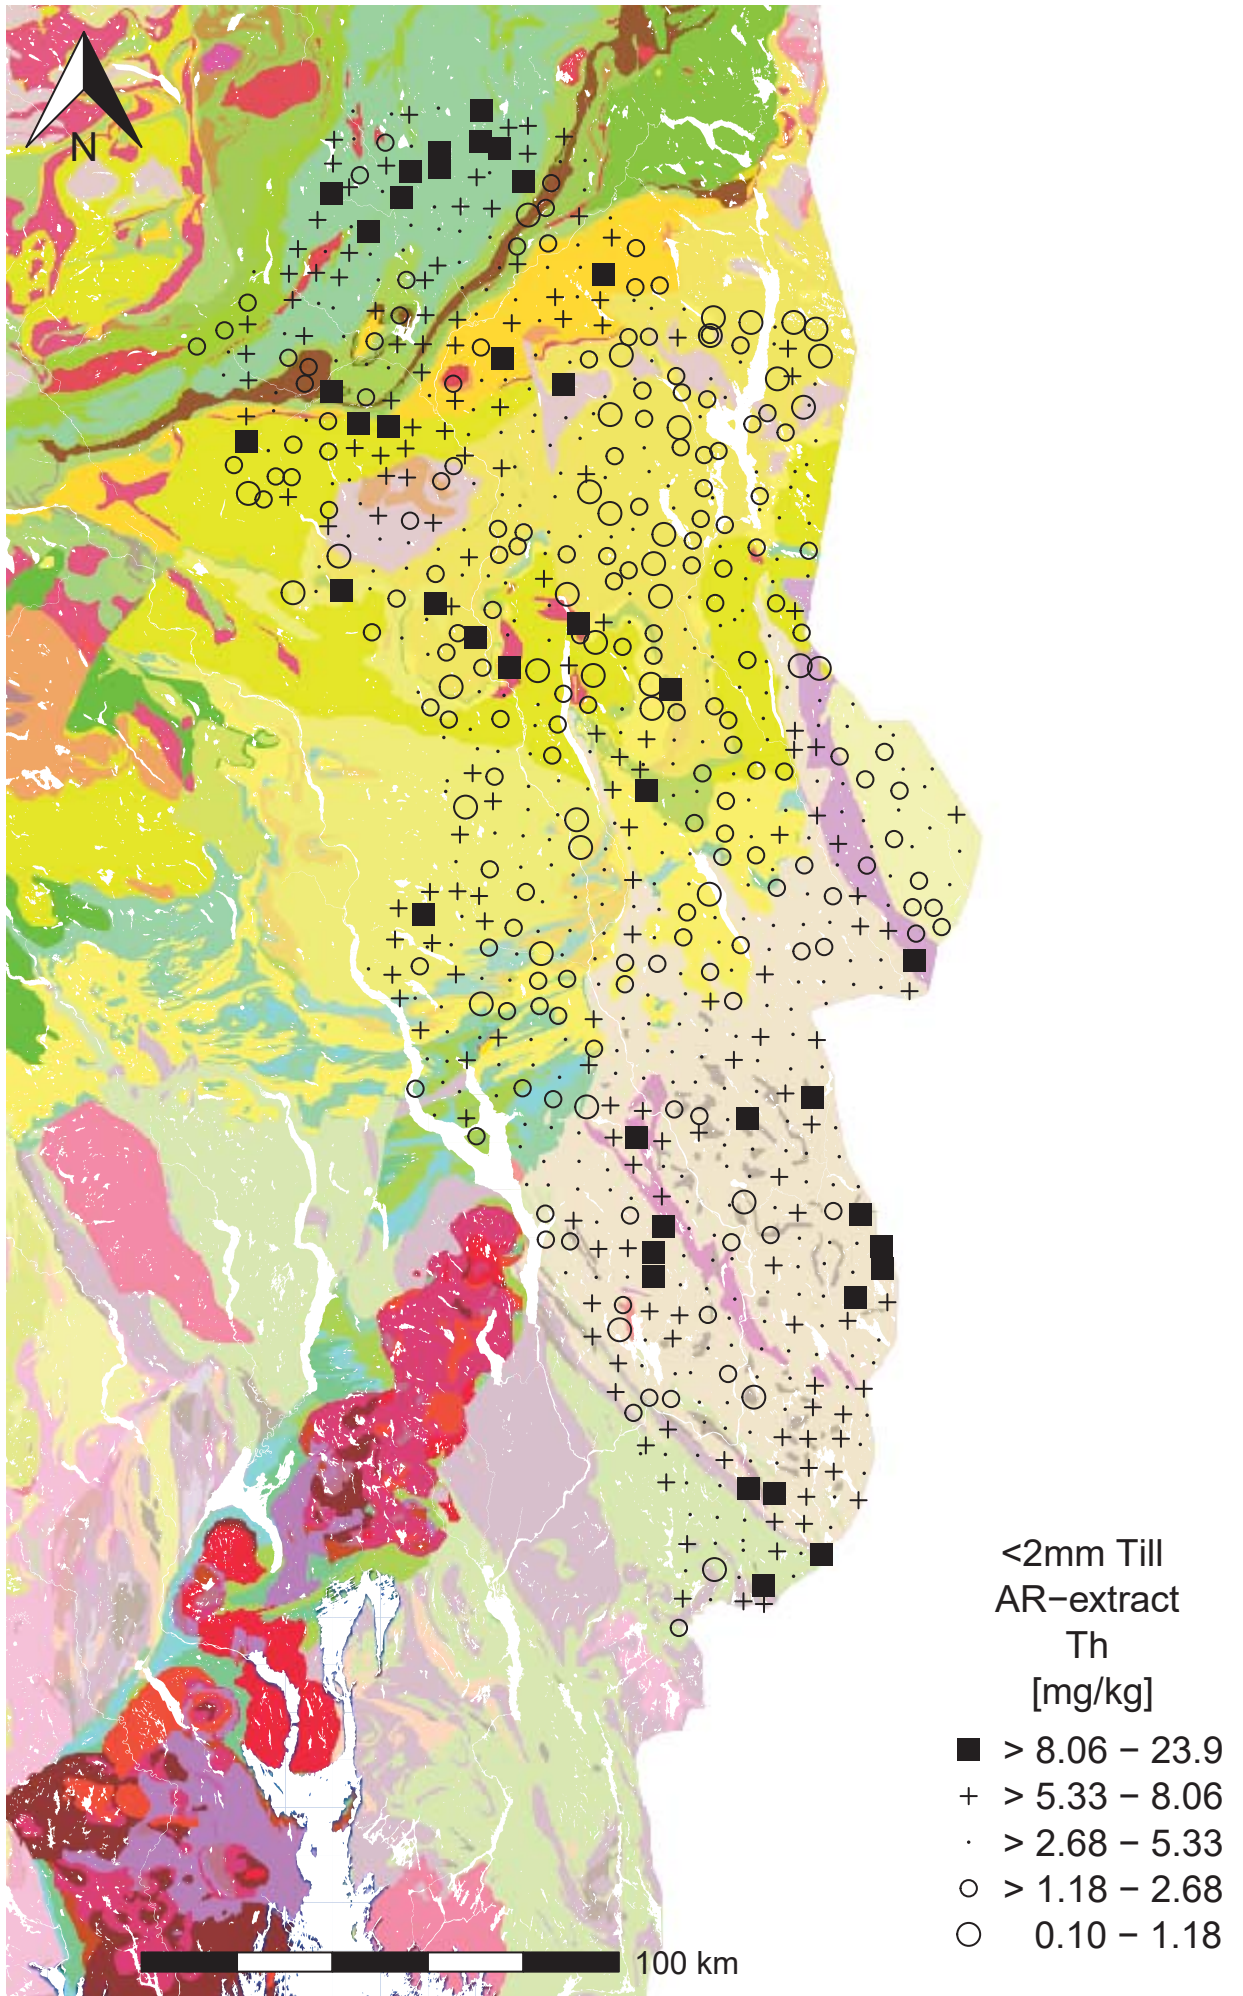 N
<2mm Till
AR−extract
Th
[mg/kg]
> 8.06 − 23.9
> 5.33 − 8.06
> 2.68 − 5.33
> 1.18 − 2.68
0.10 − 1.18
100 km